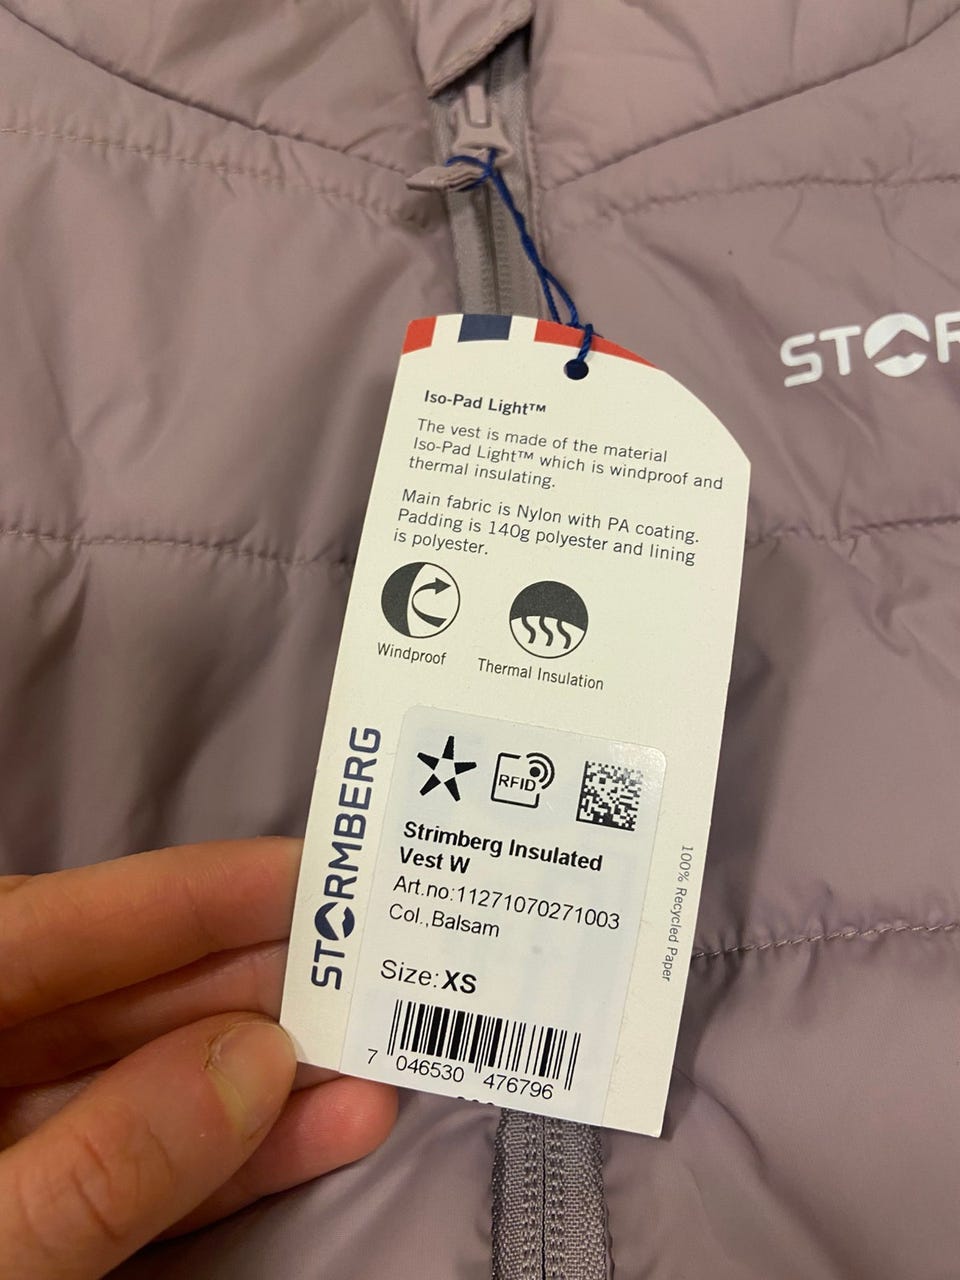 STOR
Iso-Pad Light™
The vest is made of the material
Iso-Pad Light™ which is windproof and
thermal insulating.
Main fabric is Nylon with PA coating.
Padding is 140g polyester and lining
is polyester.
Windproof
Thermal Insulation
STORMBERG
RFID
Strimberg Insulated
Vest W
Art.no:11271070271003
Col.,Balsam
Size: XS
7 046530 476796
100% Recycled Paper